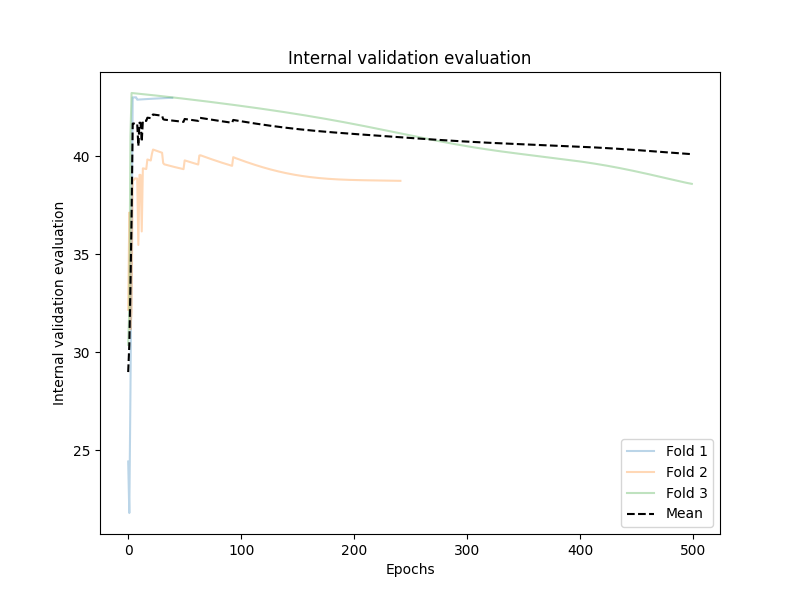 Internal validation evaluation
Internal validation evaluation
40
35
30
25
0
100
200
300
400
500
Epochs
Fold 1
Fold 2
Fold 3
Mean